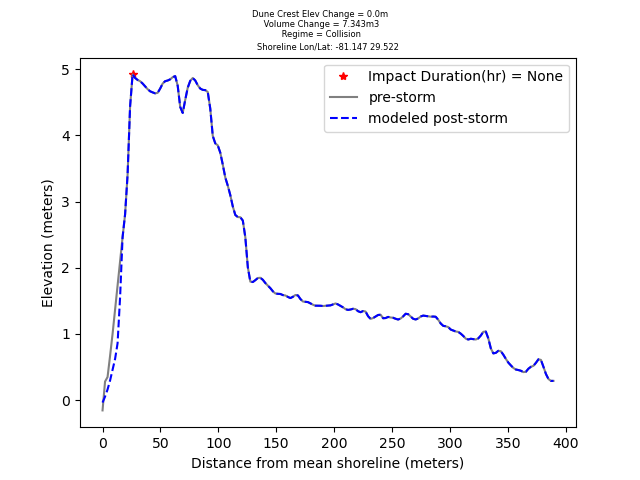 Dune Crest Elev Change = 0.0m
Volume Change = 7.343m3
Regime = Collision
Shoreline Lon/Lat: -81.147 29.522
Impact Duration(hr) = None
pre-storm
modeled post-storm
Elevation (meters)
5
4
3
2
1
0
0 50 100 150 200 250 300 350 400
Distance from mean shoreline (meters)